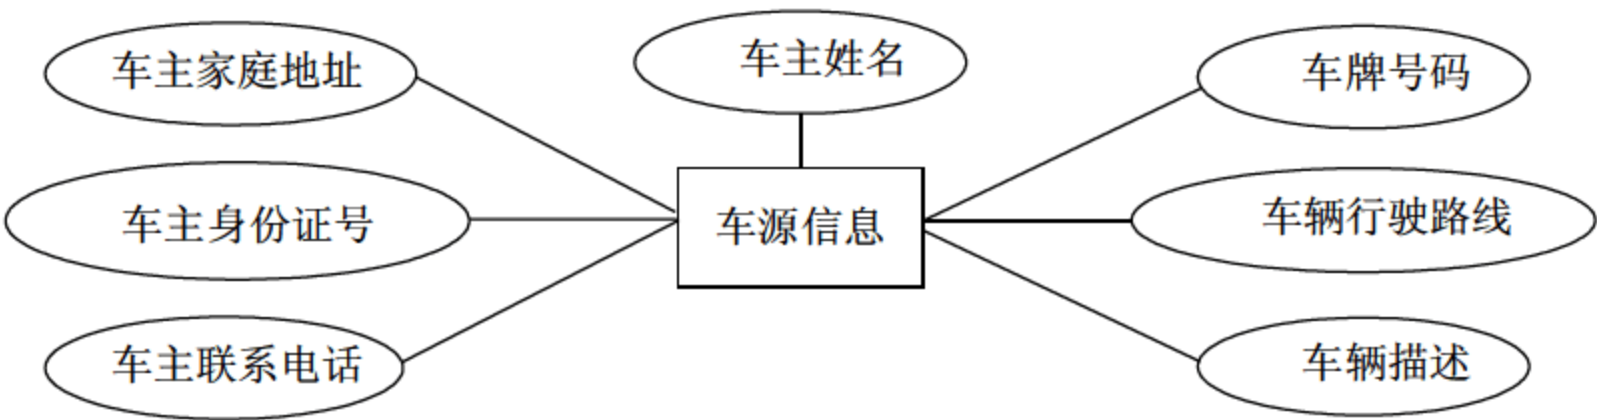 车主家庭地址
车主姓名
车牌号码
车主身份证号
车源信息
车辆行驶路线
车主联系电话
车辆描述